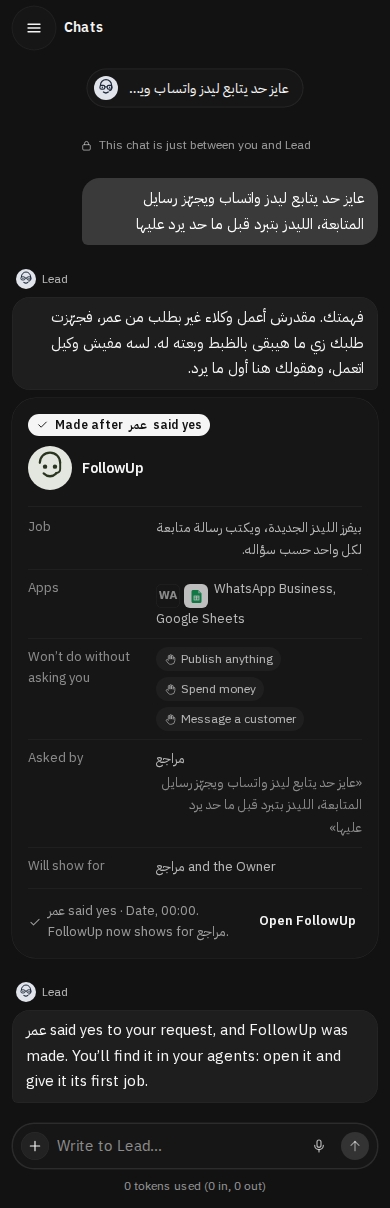 Chats
عايز حد يتابع ليدز واتساب ويـ...
This chat is just between you and Lead
عايز حد يتابع ليدز واتساب ويجهّز رسايل
المتابعة، الليدز بتبرد قبل ما حد يرد عليها
Lead
فهمتك. مقدرش أعمل وكلاء غير بطلب من عمر، فجهّزت
طلبك زي ما هيبقى بالظبط وبعته له. لسه مفيش وكيل
اتعمل، وهقولك هنا أول ما يرد.
Made after عمر said yes
FollowUp
Job
بيفرز الليدز الجديدة، ويكتب رسالة متابعة
لكل واحد حسب سؤاله.
Apps
WA WhatsApp Business,
Google Sheets
Won't do without
asking you
Publish anything
Spend money
Message a customer
Asked by
مراجع
«عايز حد يتابع ليدز واتساب ويجهّز رسايل
المتابعة، الليدز بتبرد قبل ما حد يرد
عليها»
Will show for
مراجع and the Owner
عمر said yes · Date, 00:00.
FollowUp now shows for مراجع.
Open FollowUp
Lead
عمر said yes to your request, and FollowUp was
made. You'll find it in your agents: open it and
give it its first job.
Write to Lead...
0 tokens used (0 in, 0 out)